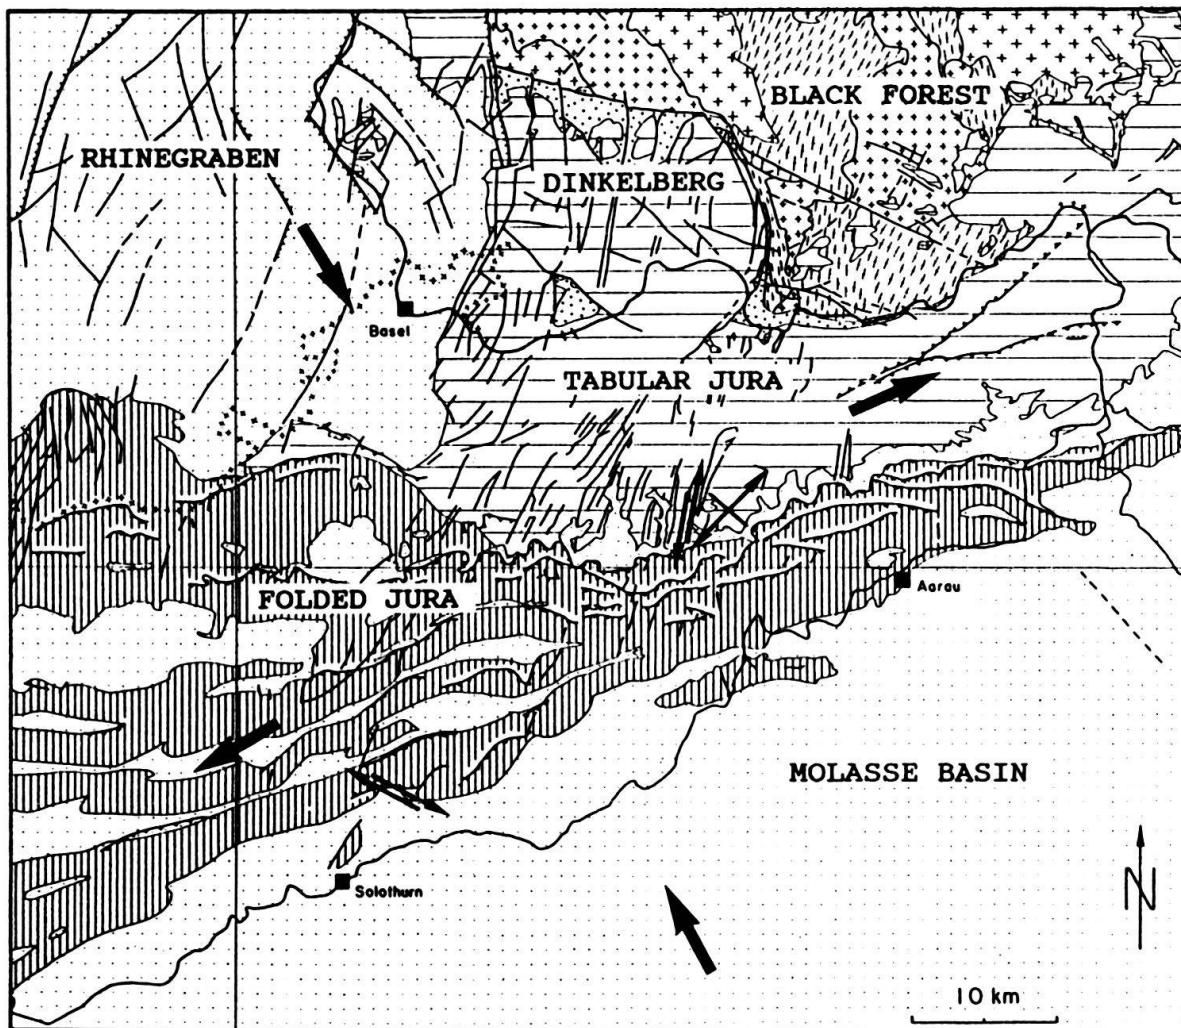 BLACK FOREST
RHINEGRABEN
DINKELBERG
Basel
TABULAR JURA
FOLDED JURA
Aarau
MOLASSE BASIN
Solothurn
N
10 km